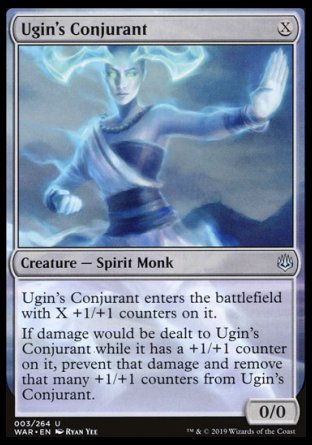 Ugin's Conjurant X
Creature — Spirit Monk
Ugin's Conjurant enters the battlefield
with X +1/+1 counters on it.
If damage would be dealt to Ugin's
Conjurant while it has a +1/+1 counter
on it, prevent that damage and remove
that many +1/+1 counters from Ugin's
Conjurant.
0/0
003/264 U
WAR • EN Ryan Yee
™ & © 2019 Wizards of the Coast